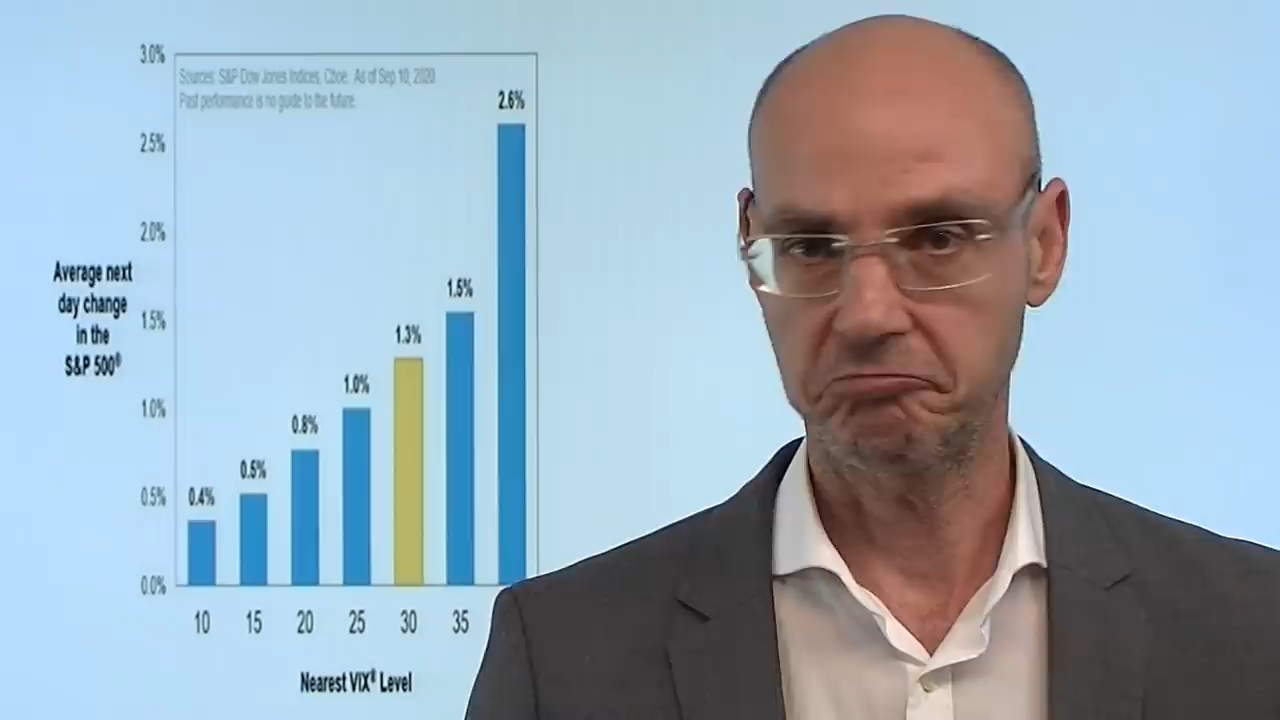 3.0%
Sources: S&P Dow Jones Indices, Cboe. As of Sep 10, 2020.
Past performance is no guide to the future.
2.6%
2.5%
2.0%
Average next
day change
in the
S&P 500®
1.5%
1.5%
1.3%
1.0%
1.0%
0.8%
0.5%
0.5%
0.4%
0.0%
10 15 20 25 30 35
Nearest VIX® Level